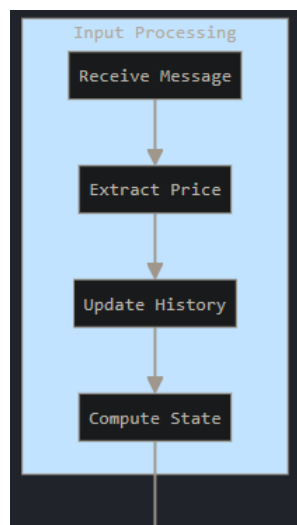 Input Processing
Receive Message
Extract Price
Update History
Compute State